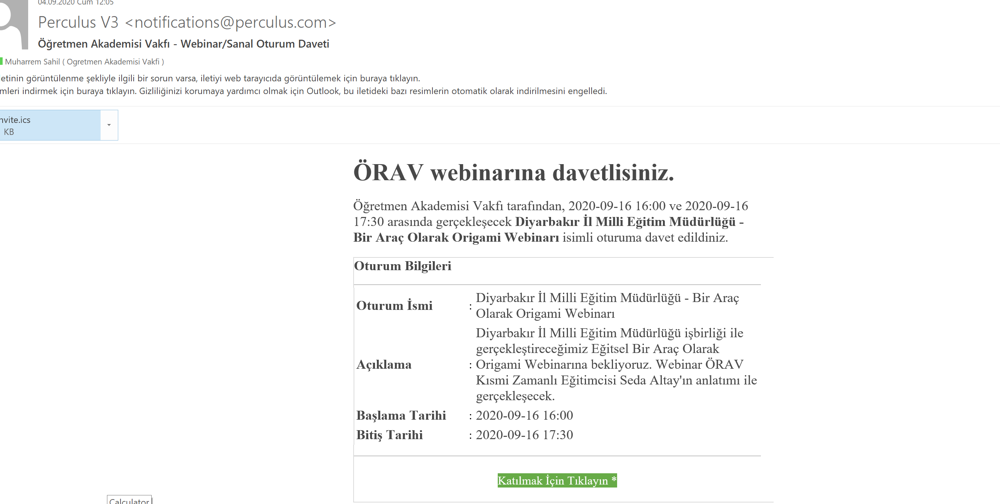 04.09.2020 Cum 12:05
Perculus V3 <notifications@perculus.com>
Öğretmen Akademisi Vakfı - Webinar/Sanal Oturum Daveti
Muharrem Sahil ( Ogretmen Akademisi Vakfi )
etinin görüntülenme şekliyle ilgili bir sorun varsa, iletiyi web tarayıcıda görüntülemek için buraya tıklayın.
mleri indirmek için buraya tıklayın. Gizliliğinizi korumaya yardımcı olmak için Outlook, bu iletideki bazı resimlerin otomatik olarak indirilmesini engelledi.
nvite.ics
KB
ÖRAV webinarına davetlisiniz.
Öğretmen Akademisi Vakfı tarafından, 2020-09-16 16:00 ve 2020-09-16
17:30 arasında gerçekleşecek Diyarbakır İl Milli Eğitim Müdürlüğü -
Bir Araç Olarak Origami Webinarı isimli oturuma davet edildiniz.
Oturum Bilgileri
Oturum İsmi : Diyarbakır İl Milli Eğitim Müdürlüğü - Bir Araç
Olarak Origami Webinarı
Açıklama : Diyarbakır İl Milli Eğitim Müdürlüğü işbirliği ile
gerçekleştireceğimiz Eğitsel Bir Araç Olarak
Origami Webinarına bekliyoruz. Webinar ÖRAV
Kısmi Zamanlı Eğitimcisi Seda Altay'ın anlatımı ile
gerçekleşecek.
Başlama Tarihi : 2020-09-16 16:00
Bitiş Tarihi : 2020-09-16 17:30
Katılmak İçin Tıklayın *
Calculator